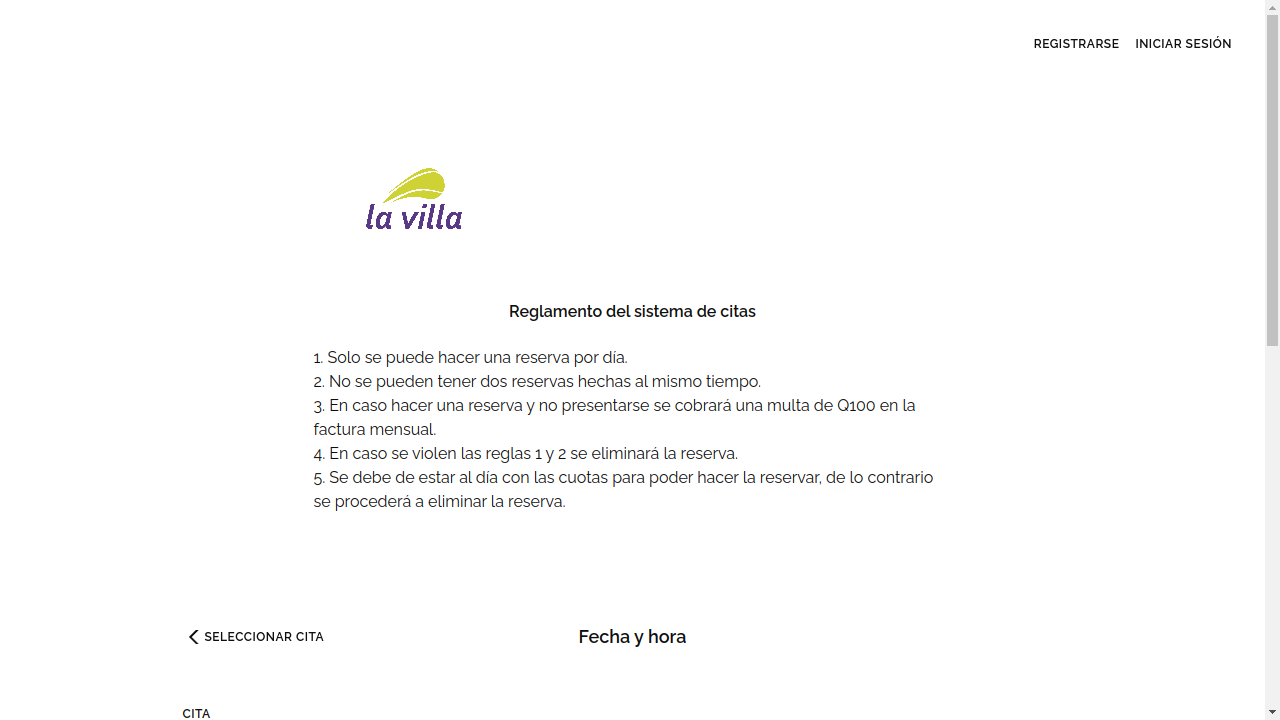 REGISTRARSE INICIAR SESIÓN
la villa
Reglamento del sistema de citas
1. Solo se puede hacer una reserva por día.
2. No se pueden tener dos reservas hechas al mismo tiempo.
3. En caso hacer una reserva y no presentarse se cobrará una multa de Q100 en la
factura mensual.
4. En caso se violen las reglas 1 y 2 se eliminará la reserva.
5. Se debe de estar al día con las cuotas para poder hacer la reservar, de lo contrario
se procederá a eliminar la reserva.
SELECCIONAR CITA
Fecha y hora
CITA